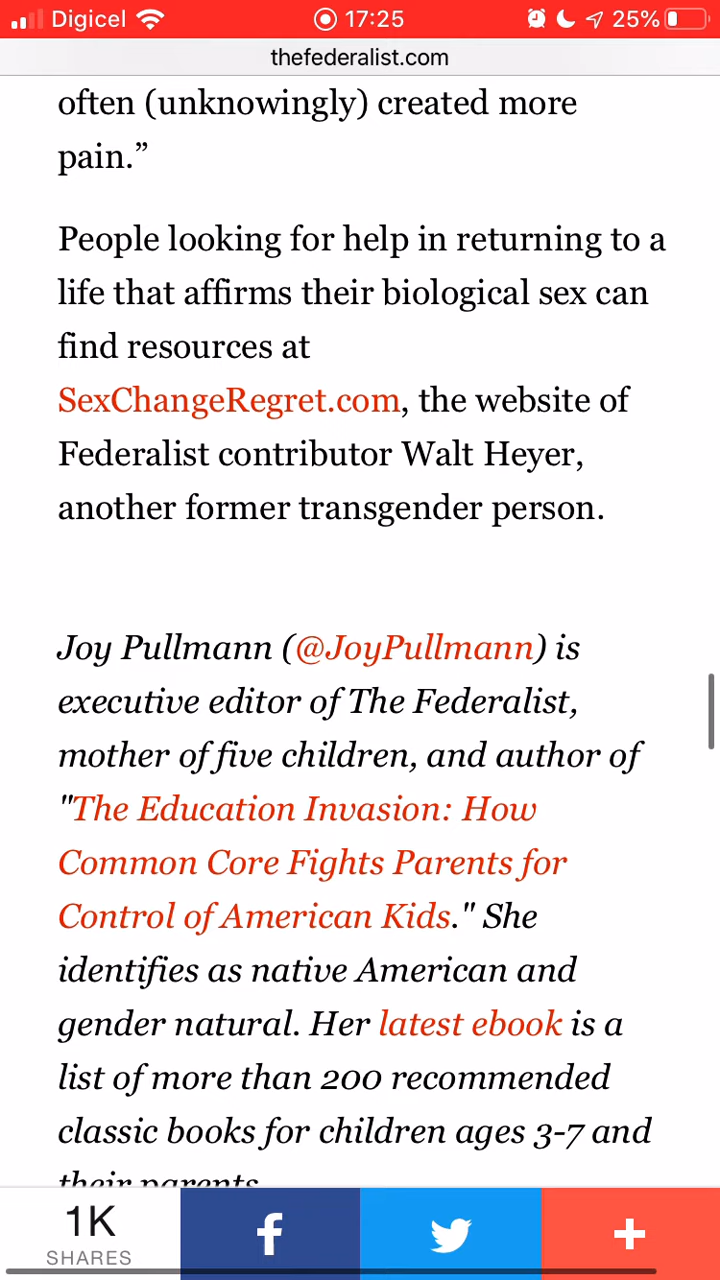 Digicel 17:25 25%
thefederalist.com
often (unknowingly) created more
pain.”
People looking for help in returning to a
life that affirms their biological sex can
find resources at
SexChangeRegret.com, the website of
Federalist contributor Walt Heyer,
another former transgender person.
Joy Pullmann (@JoyPullmann) is
executive editor of The Federalist,
mother of five children, and author of
"The Education Invasion: How
Common Core Fights Parents for
Control of American Kids." She
identifies as native American and
gender natural. Her latest ebook is a
list of more than 200 recommended
classic books for children ages 3-7 and
their parents
1K
SHARES